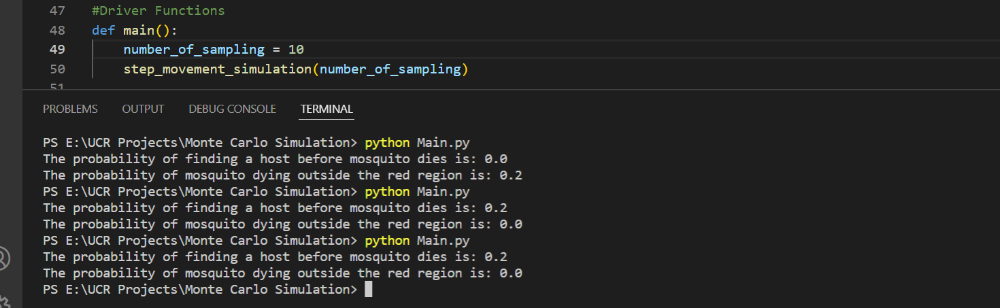 47 #Driver Functions
48 def main():
49 number_of_sampling = 10
50 step_movement_simulation(number_of_sampling)
51
PROBLEMS OUTPUT DEBUG CONSOLE TERMINAL
PS E:\UCR Projects\Monte Carlo Simulation> python Main.py
The probability of finding a host before mosquito dies is: 0.0
The probability of mosquito dying outside the red region is: 0.2
PS E:\UCR Projects\Monte Carlo Simulation> python Main.py
The probability of finding a host before mosquito dies is: 0.2
The probability of mosquito dying outside the red region is: 0.0
PS E:\UCR Projects\Monte Carlo Simulation> python Main.py
The probability of finding a host before mosquito dies is: 0.2
The probability of mosquito dying outside the red region is: 0.0
PS E:\UCR Projects\Monte Carlo Simulation>